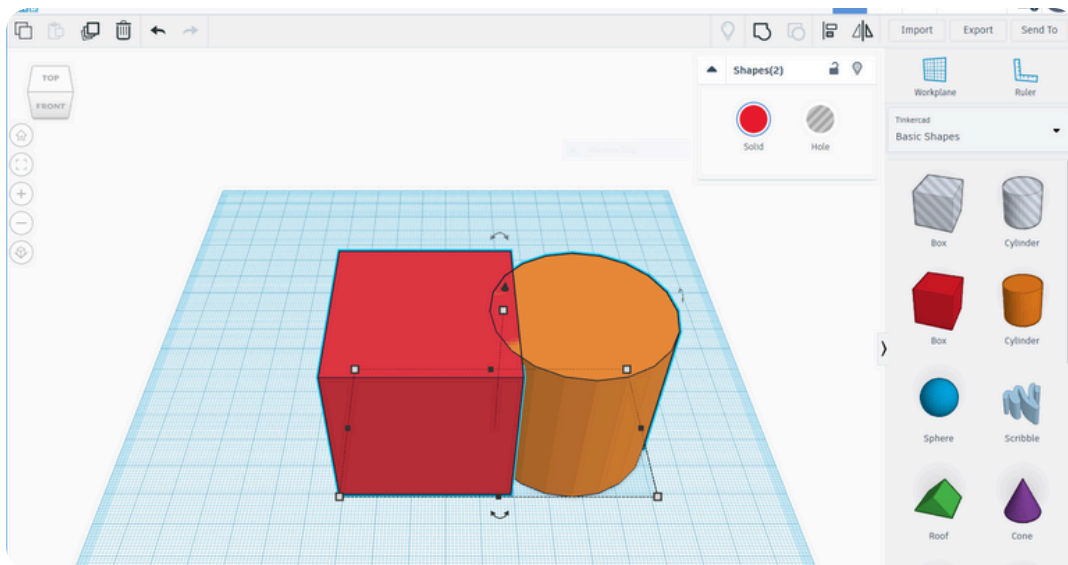 Import Export Send To
TOP
FRONT
Shapes(2)
Solid Hole
Workplane Ruler
Tinkercad
Basic Shapes
Box Cylinder
Box Cylinder
Sphere Scribble
Roof Cone